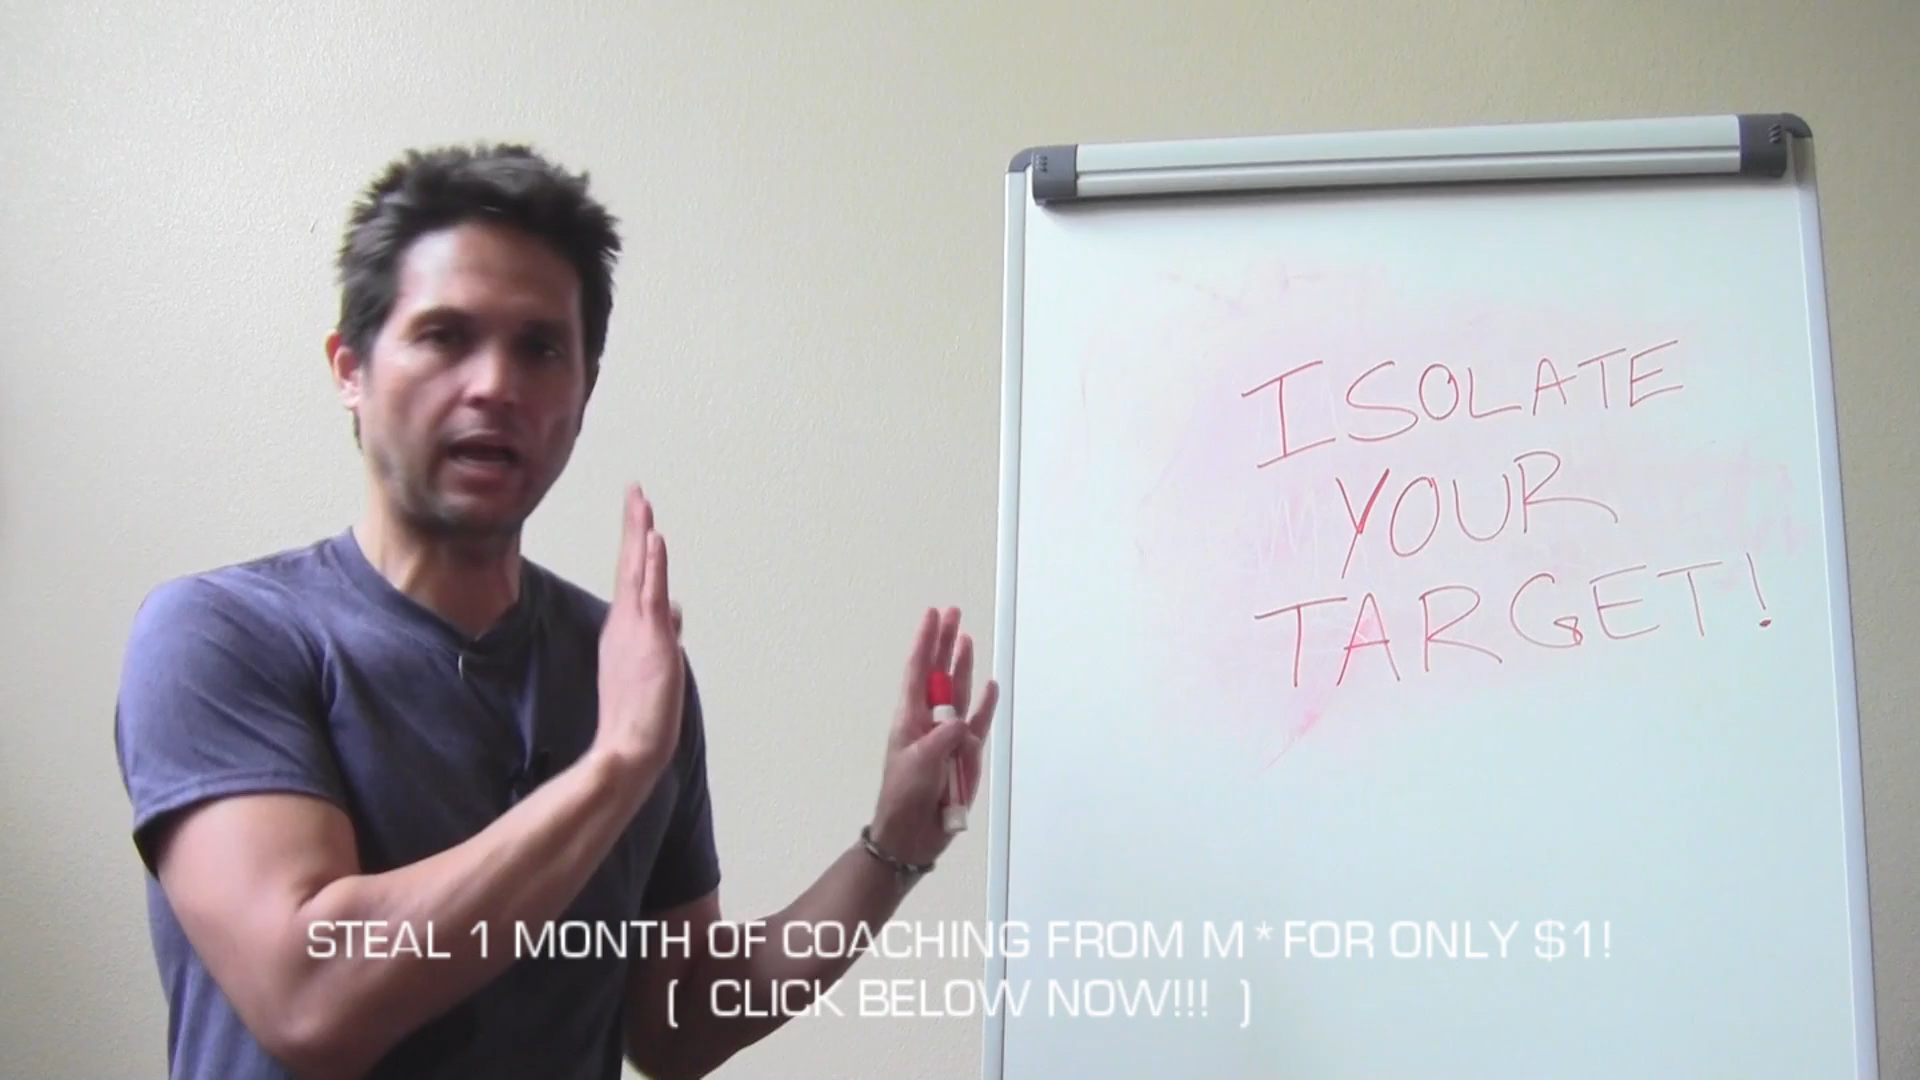 ISOLATE
YOUR
TARGET!
STEAL 1 MONTH OF COACHING FROM M*FOR ONLY $1!
( CLICK BELOW NOW!!! )